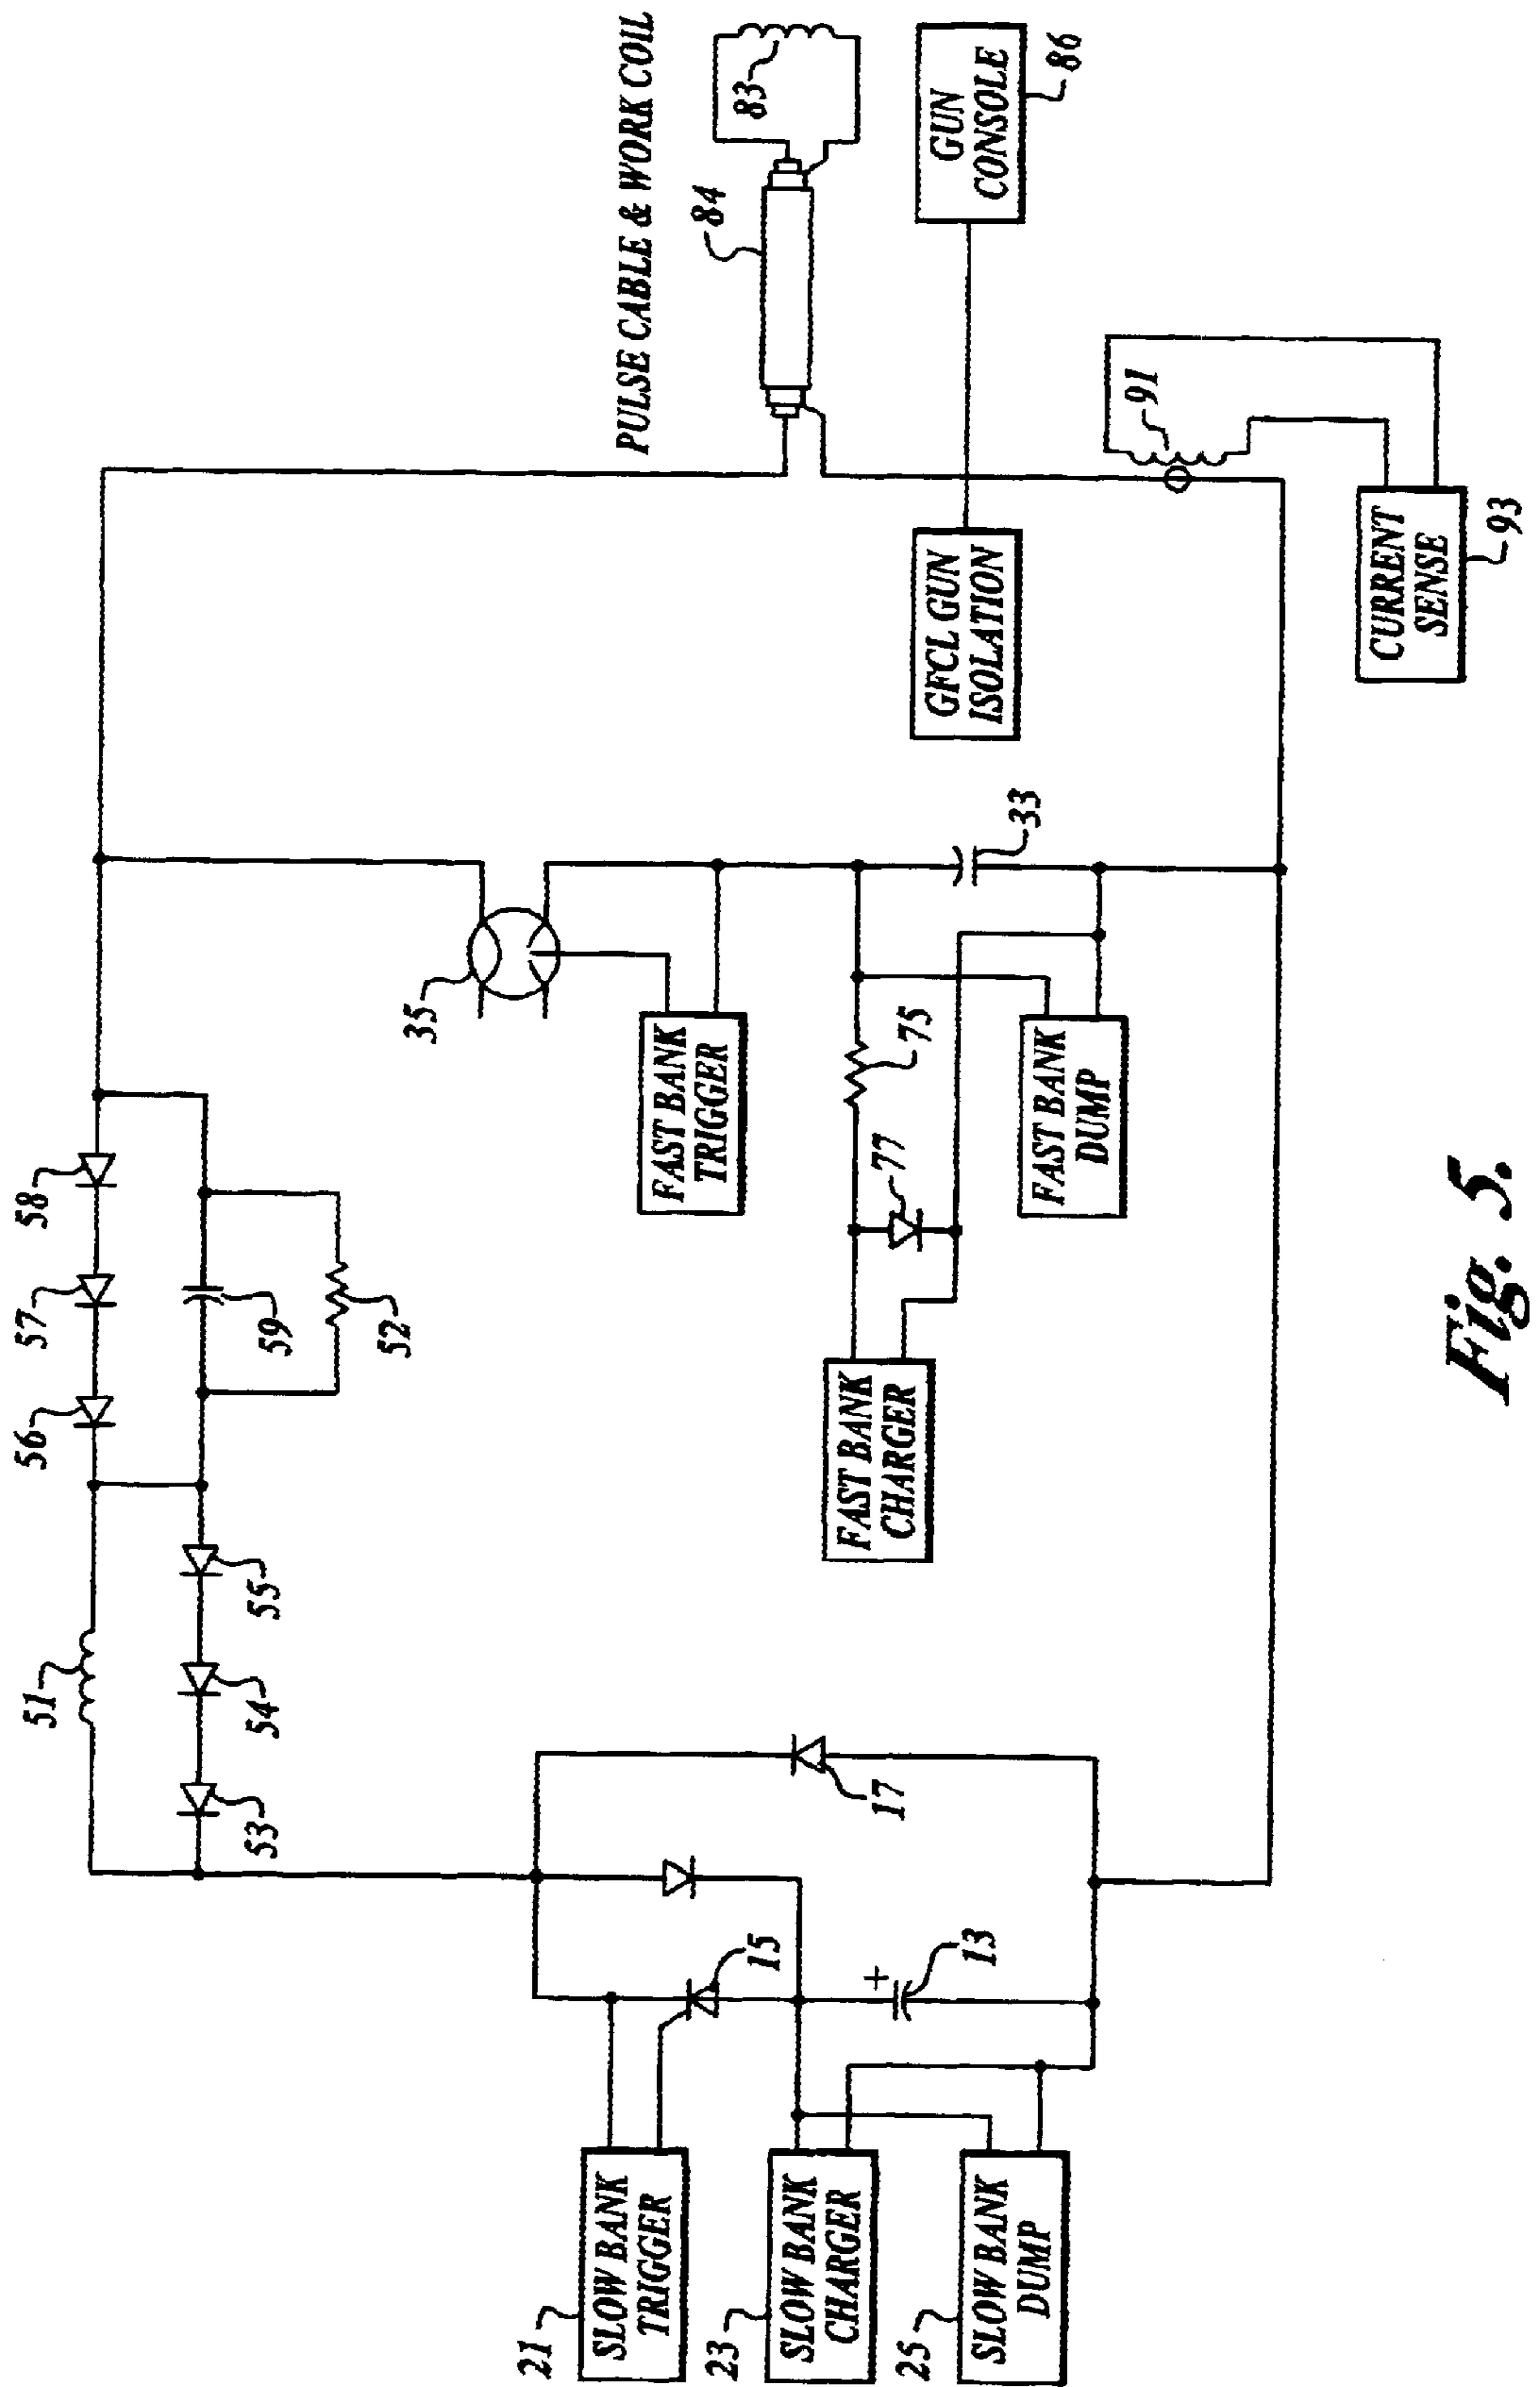 PULSE CABLE & WORK COIL
83
84
GUN
CONSOLE
86
91
CURRENT
SENSE
93
GFCL GUN
ISOLATION
33
35
FAST BANK
TRIGGER
75
77
FAST BANK
DUMP
FAST BANK
CHARGER
58
57
56
59
52
51
55
54
53
17
15
+
13
21
SLOW BANK
TRIGGER
23
SLOW BANK
CHARGER
25
SLOW BANK
DUMP
Fig. 5.